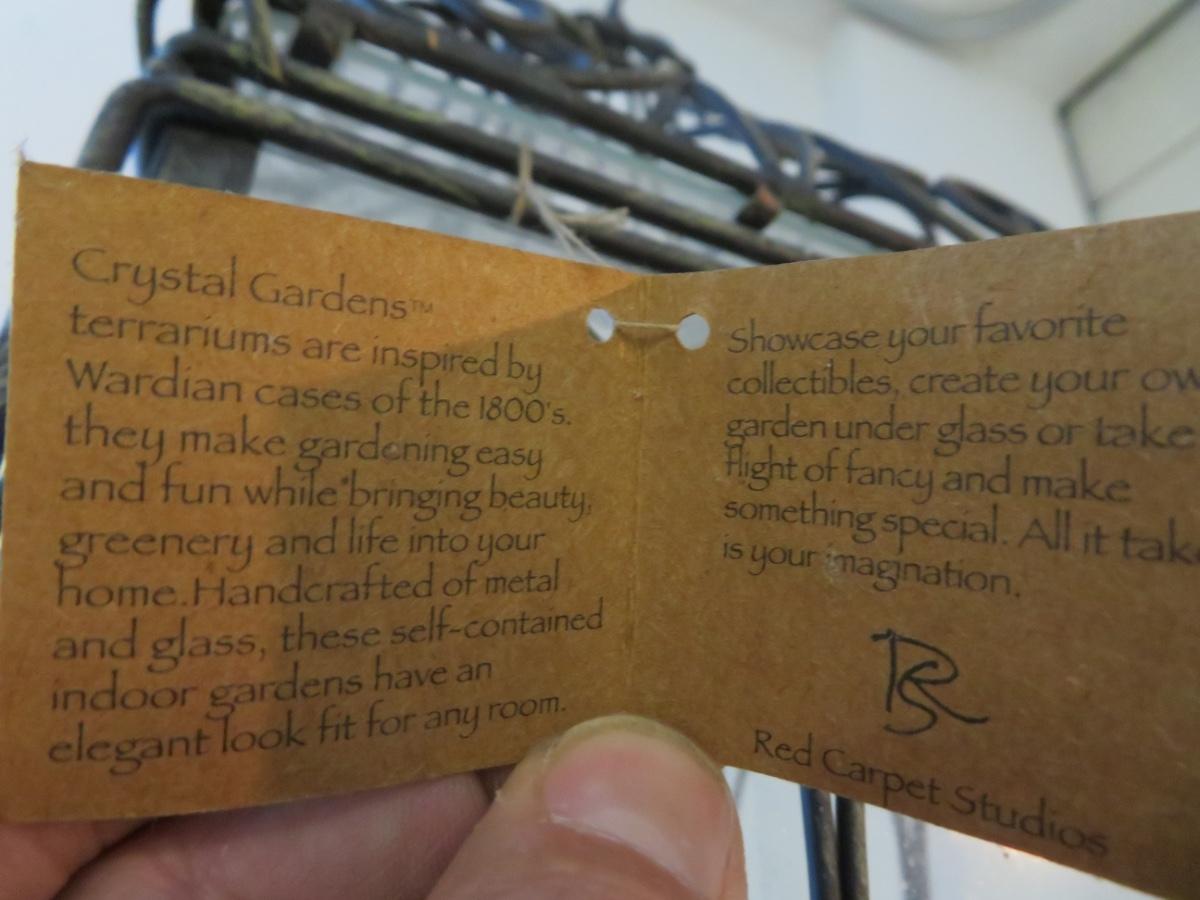 Crystal Gardens™
terrariums are inspired by
Wardian cases of the 1800's.
they make gardening easy
and fun while bringing beauty,
greenery and life into your
home. Handcrafted of metal
and glass, these self-contained
indoor gardens have an
elegant look fit for any room.
Showcase your favorite
collectibles, create your
garden under glass or take
flight of fancy and make
something special. All it
is your imagination.
Red Carpet Studios